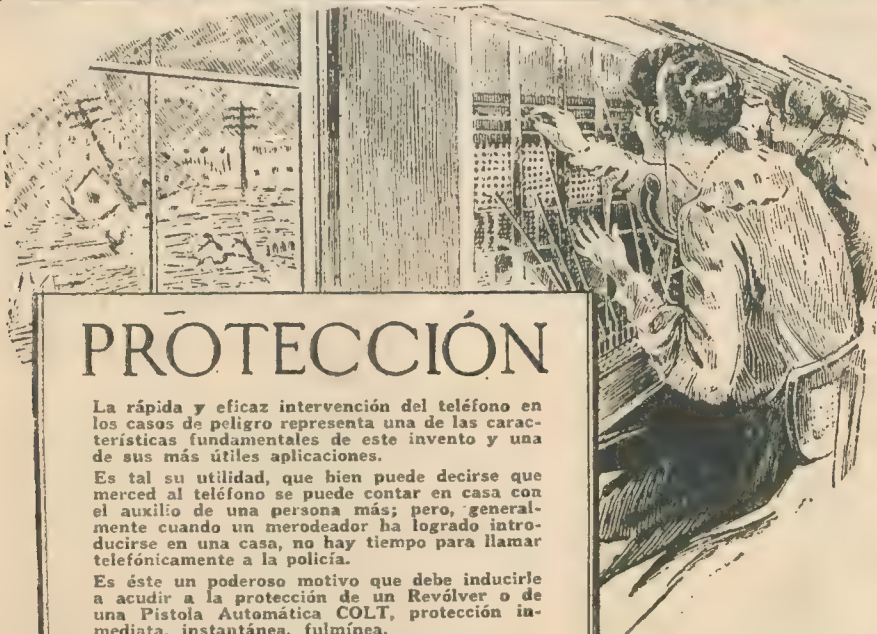 PROTECCIÓN
La rápida y eficaz intervención del teléfono en
los casos de peligro representa una de las carac-
terísticas fundamentales de este invento y una
de sus más útiles aplicaciones.
Es tal su utilidad, que bien puede decirse que
merced al teléfono se puede contar en casa con
el auxilio de una persona más; pero, general-
mente cuando un merodeador ha logrado intro-
ducirse en una casa, no hay tiempo para llamar
telefónicamente a la policía.
Es éste un poderoso motivo que debe inducirle
a acudir a la protección de un Revólver o de
una Pistola Automática COLT, protección in-
mediata, instantánea, fulmínea.